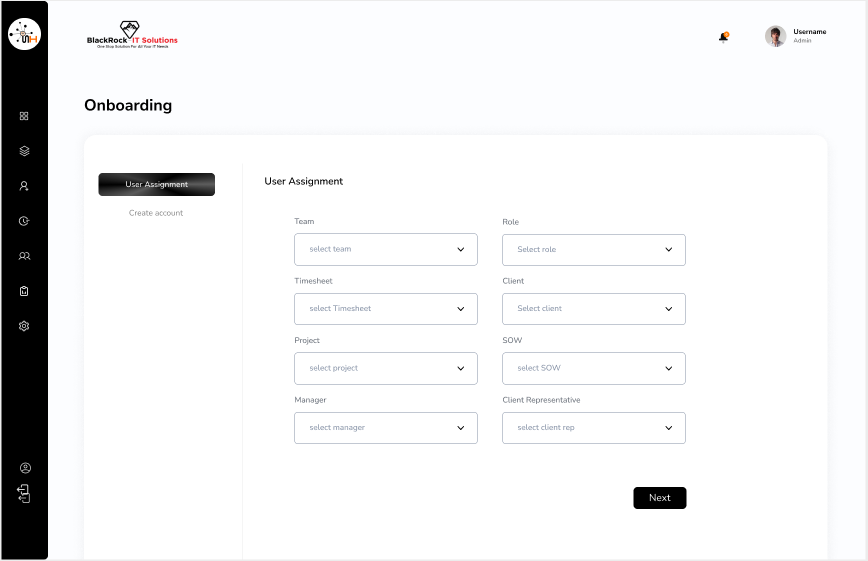 BlackRock IT Solutions
One Stop Solution For All Your IT Needs
Username
Admin
Onboarding
User Assignment
Create account
User Assignment
Team
Role
select team
Select role
Timesheet
Client
select Timesheet
Select client
Project
SOW
select project
select SOW
Manager
Client Representative
select manager
select client rep
Next